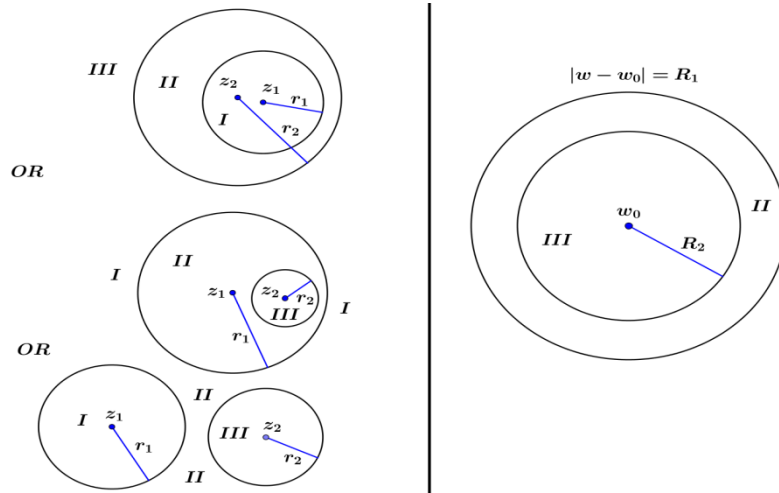 III
II
z₂
z₁
r₁
I
r₂
OR
I
II
z₁
z₂
r₂
III
I
r₁
OR
I
z₁
r₁
II
z₂
III
r₂
II
|w − w₀| = R₁
II
w₀
III
R₂